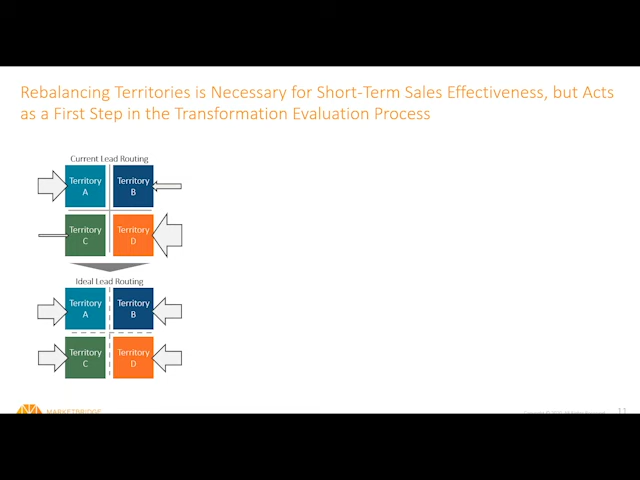 Rebalancing Territories is Necessary for Short-Term Sales Effectiveness, but Acts
as a First Step in the Transformation Evaluation Process
Current Lead Routing
Territory
A
Territory
B
Territory
C
Territory
D
Ideal Lead Routing
Territory
A
Territory
B
Territory
C
Territory
D
MARKETBRIDGE
11